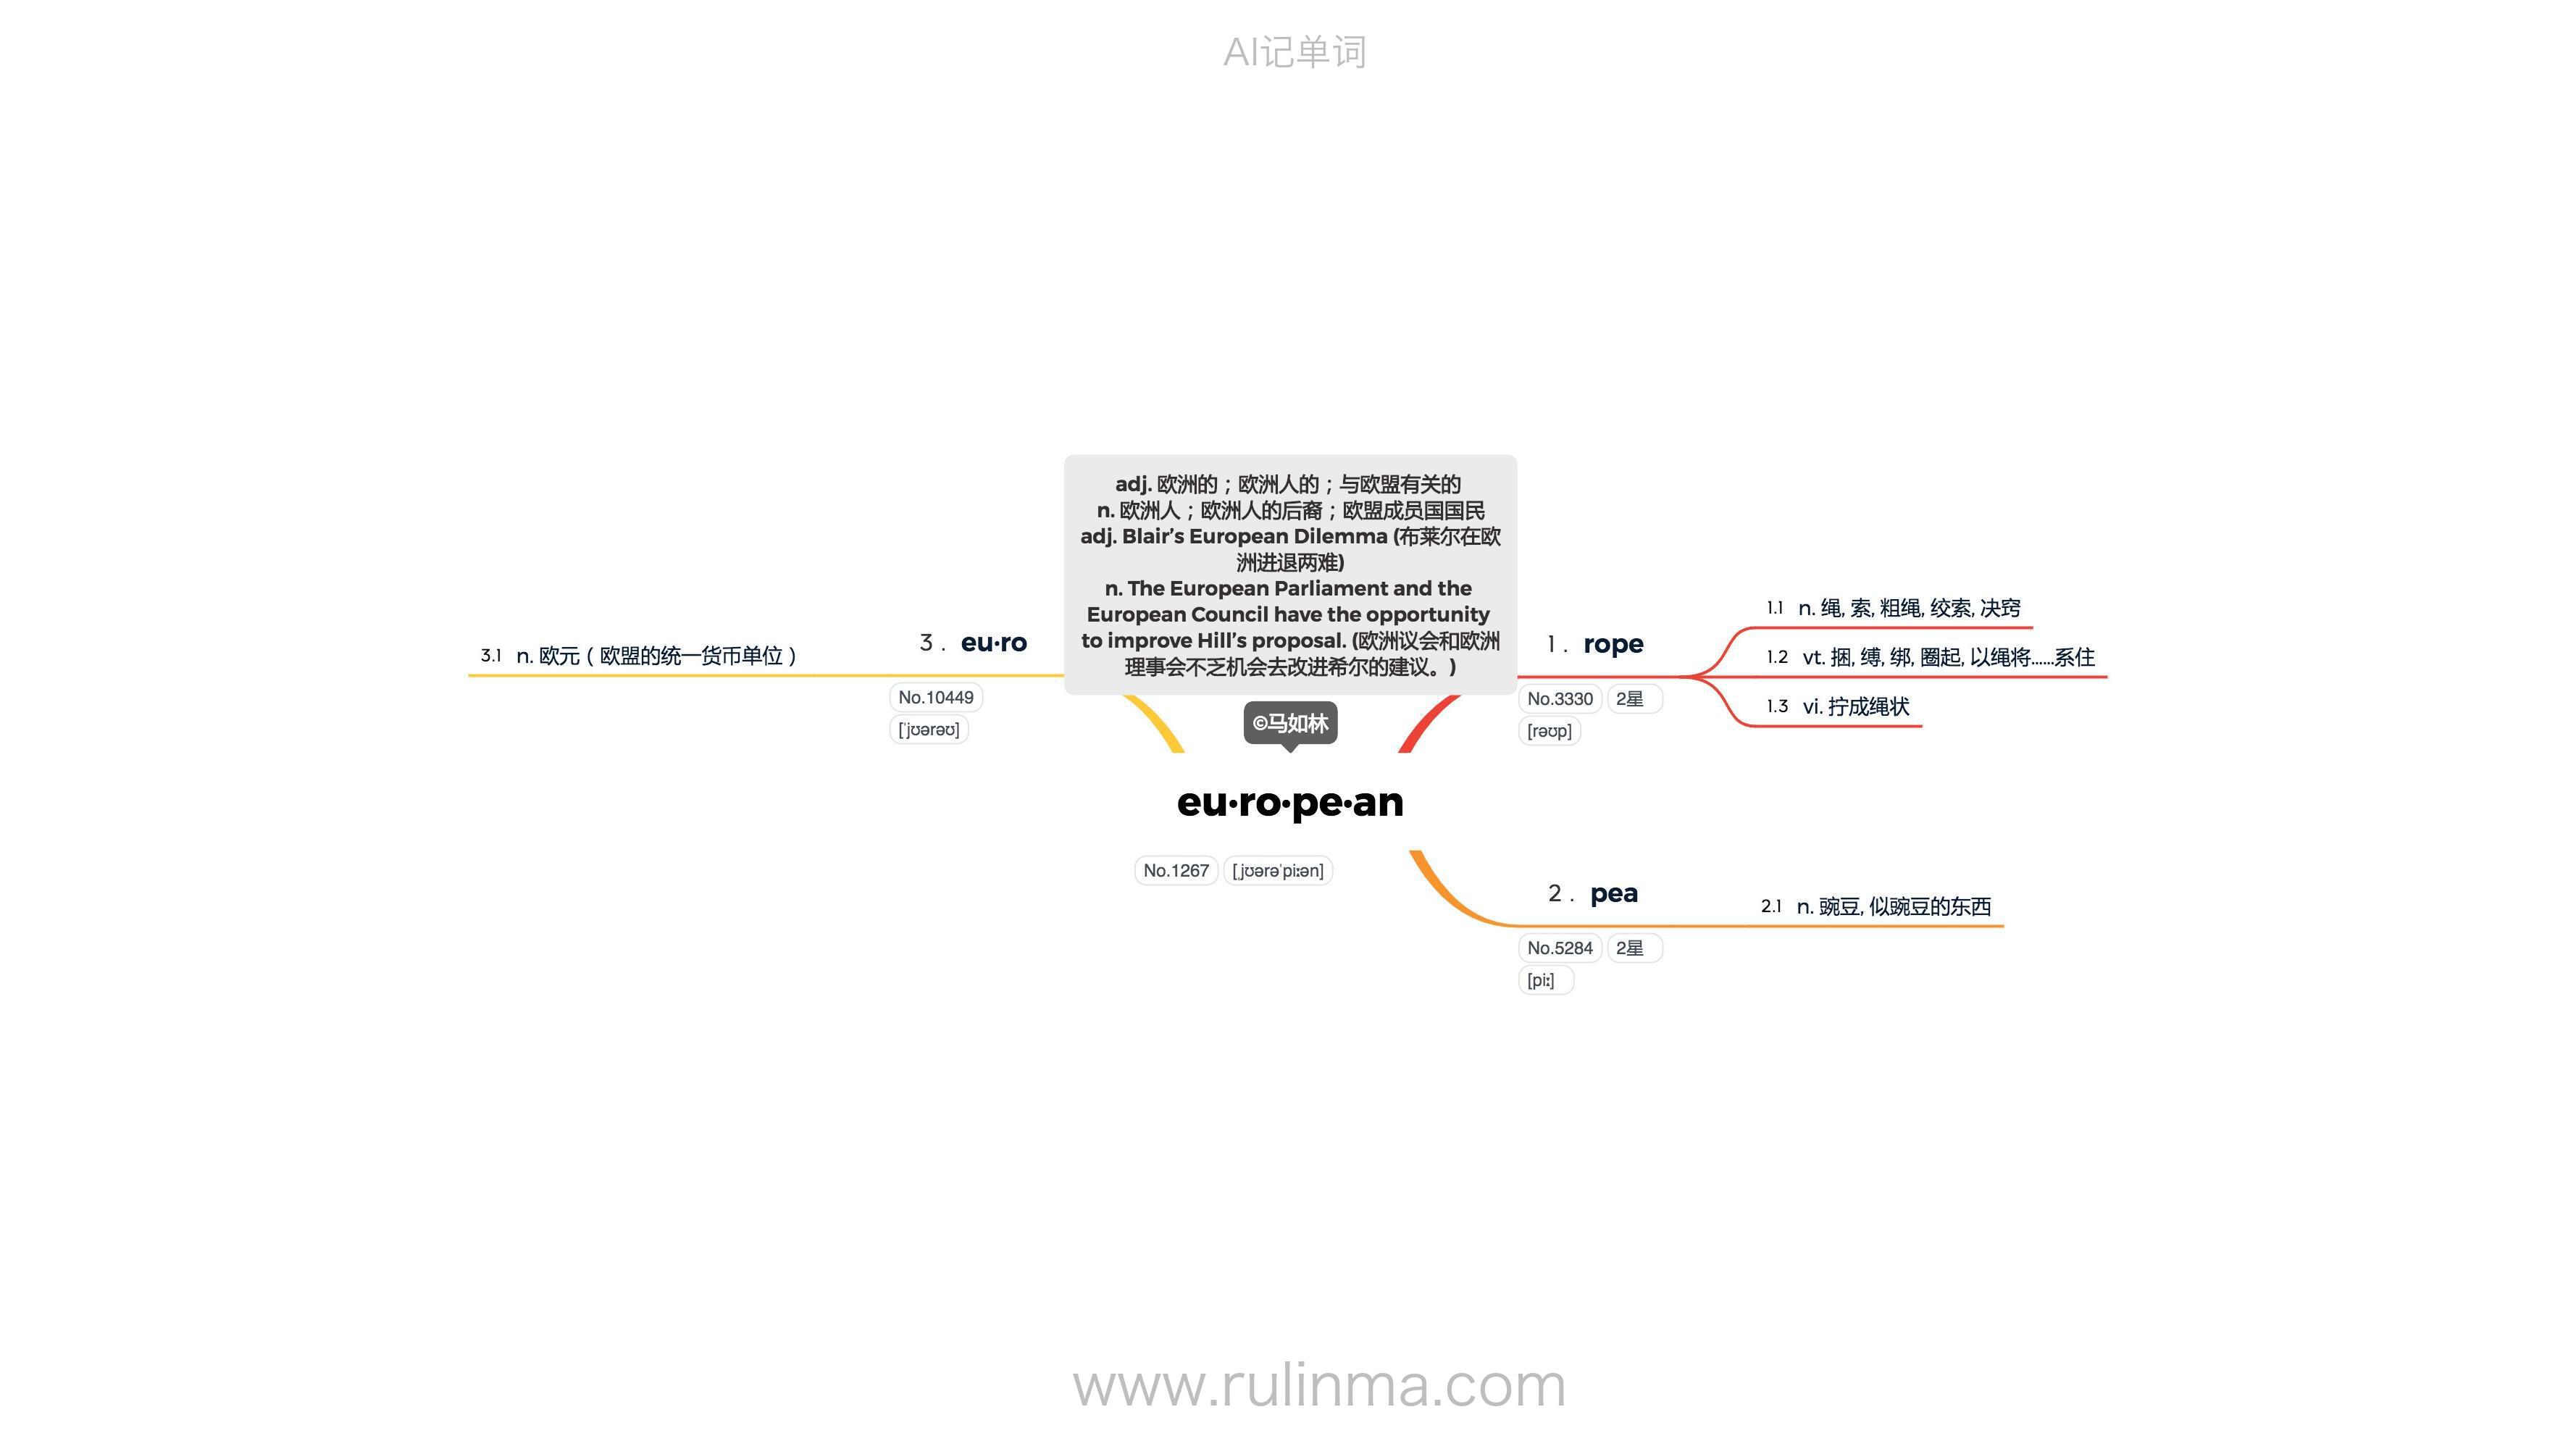 AI记单词
adj. 欧洲的；欧洲人的；与欧盟有关的
n. 欧洲人；欧洲人的后裔；欧盟成员国国民
adj. Blair’s European Dilemma (布莱尔在欧
洲进退两难)
n. The European Parliament and the
European Council have the opportunity
to improve Hill’s proposal. (欧洲议会和欧洲
理事会不乏机会去改进希尔的建议。)
©马如林
eu·ro·pe·an
No.1267 [ˌjʊərəˈpiːən]
1. rope
No.3330 2星
[rəʊp]
1.1 n. 绳, 索, 粗绳, 绞索, 决窍
1.2 vt. 捆, 缚, 绑, 圈起, 以绳将......系住
1.3 vi. 拧成绳状
2. pea
No.5284 2星
[piː]
2.1 n. 豌豆, 似豌豆的东西
3. eu·ro
No.10449
[ˈjʊərəʊ]
3.1 n. 欧元（欧盟的统一货币单位）
www.rulinma.com